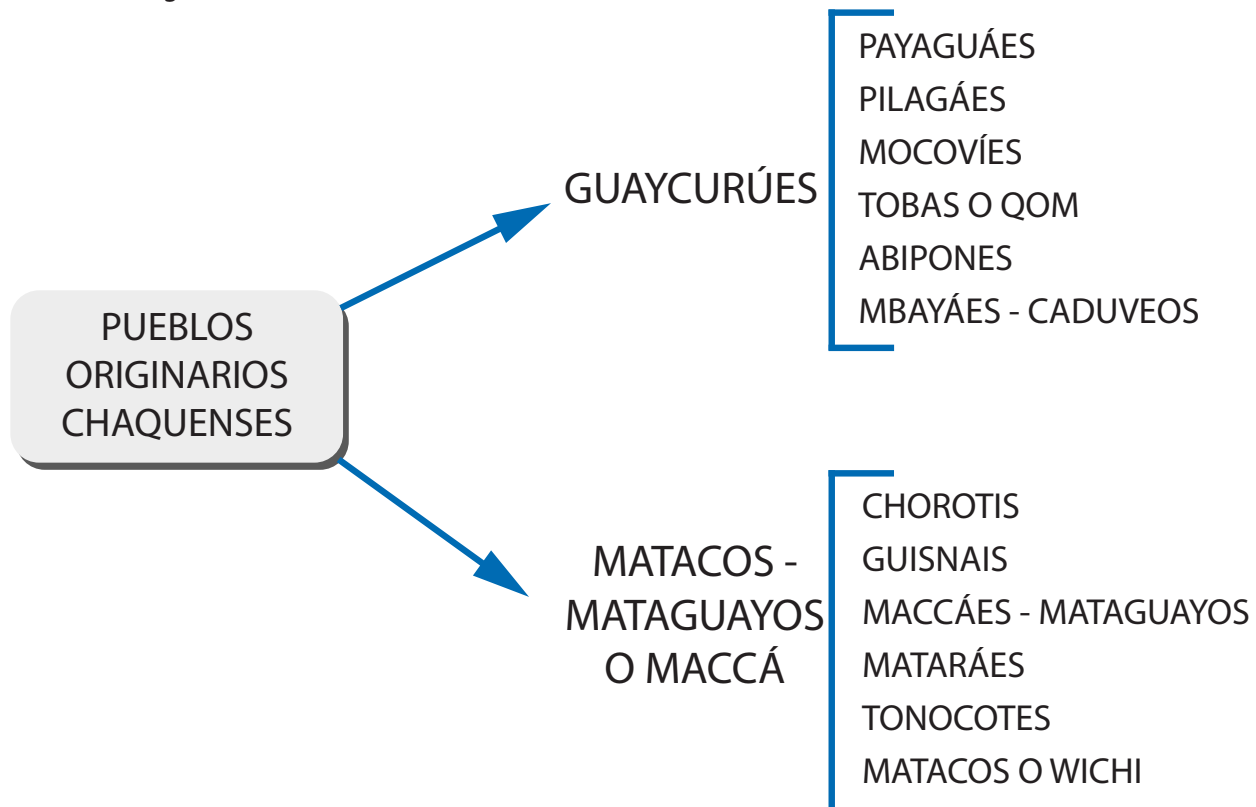 PUEBLOS
ORIGINARIOS
CHAQUENSES
GUAYCURÚES
PAYAGUÁES
PILAGÁES
MOCOVÍES
TOBAS O QOM
ABIPONES
MBAYÁES - CADUVEOS
MATACOS -
MATAGUAYOS
O MACCÁ
CHOROTIS
GUISNAIS
MACCÁES - MATAGUAYOS
MATARÁES
TONOCOTES
MATACOS O WICHI